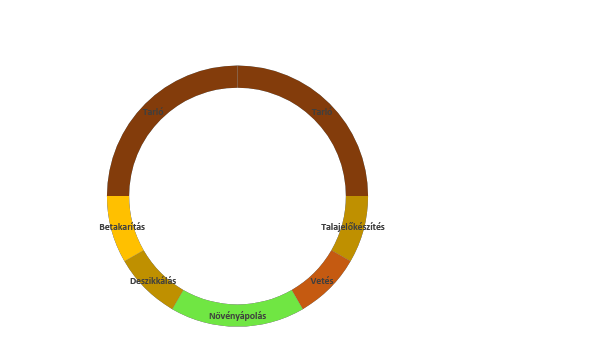 Betakarítás
Talajelőkészítés
Deszikkálás
Vetés
Növényápolás